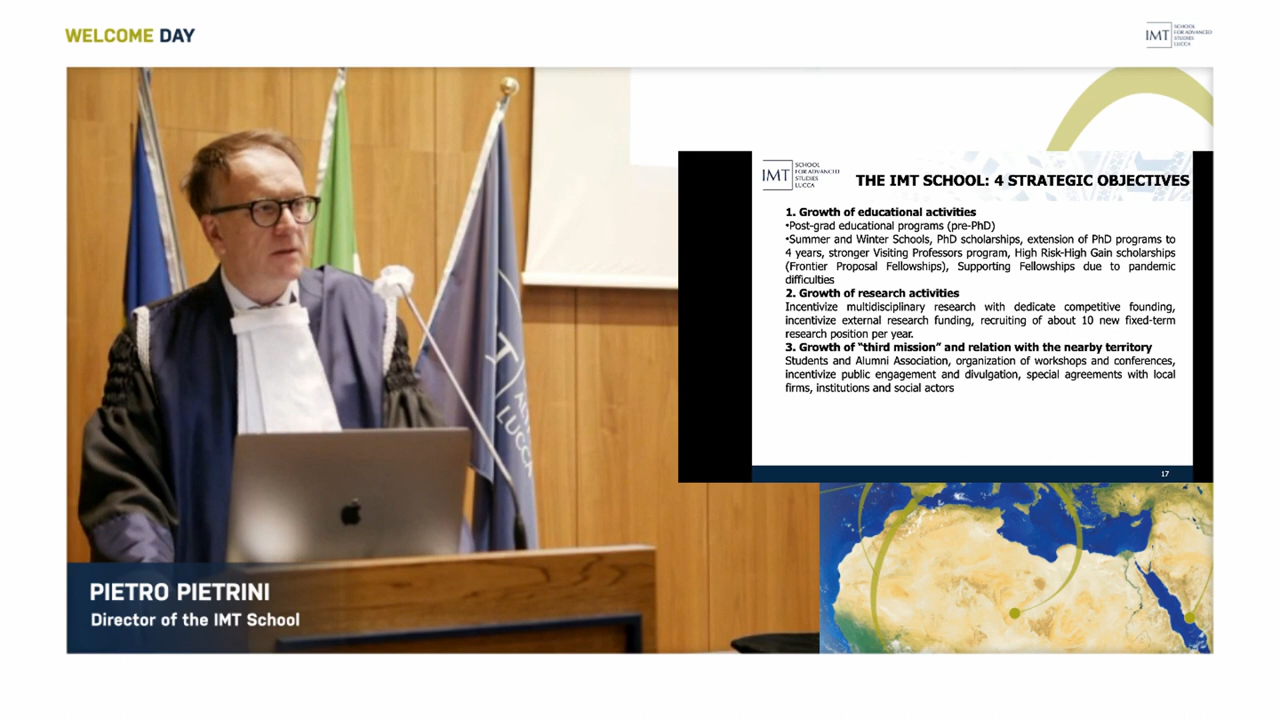 WELCOME DAY
IMT
SCHOOL
FOR ADVANCED
STUDIES
LUCCA
IMT
SCHOOL
FOR ADVANCED
STUDIES
LUCCA
THE IMT SCHOOL: 4 STRATEGIC OBJECTIVES
1. Growth of educational activities
•Post-grad educational programs (pre-PhD)
•Summer and Winter Schools, PhD scholarships, extension of PhD programs to
4 years, stronger Visiting Professors program, High Risk-High Gain scholarships
(Frontier Proposal Fellowships), Supporting Fellowships due to pandemic
difficulties
2. Growth of research activities
Incentivize multidisciplinary research with dedicate competitive founding,
incentivize external research funding, recruiting of about 10 new fixed-term
research position per year.
3. Growth of “third mission” and relation with the nearby territory
Students and Alumni Association, organization of workshops and conferences,
incentivize public engagement and divulgation, special agreements with local
firms, institutions and social actors
17
LUCCA
PIETRO PIETRINI
Director of the IMT School